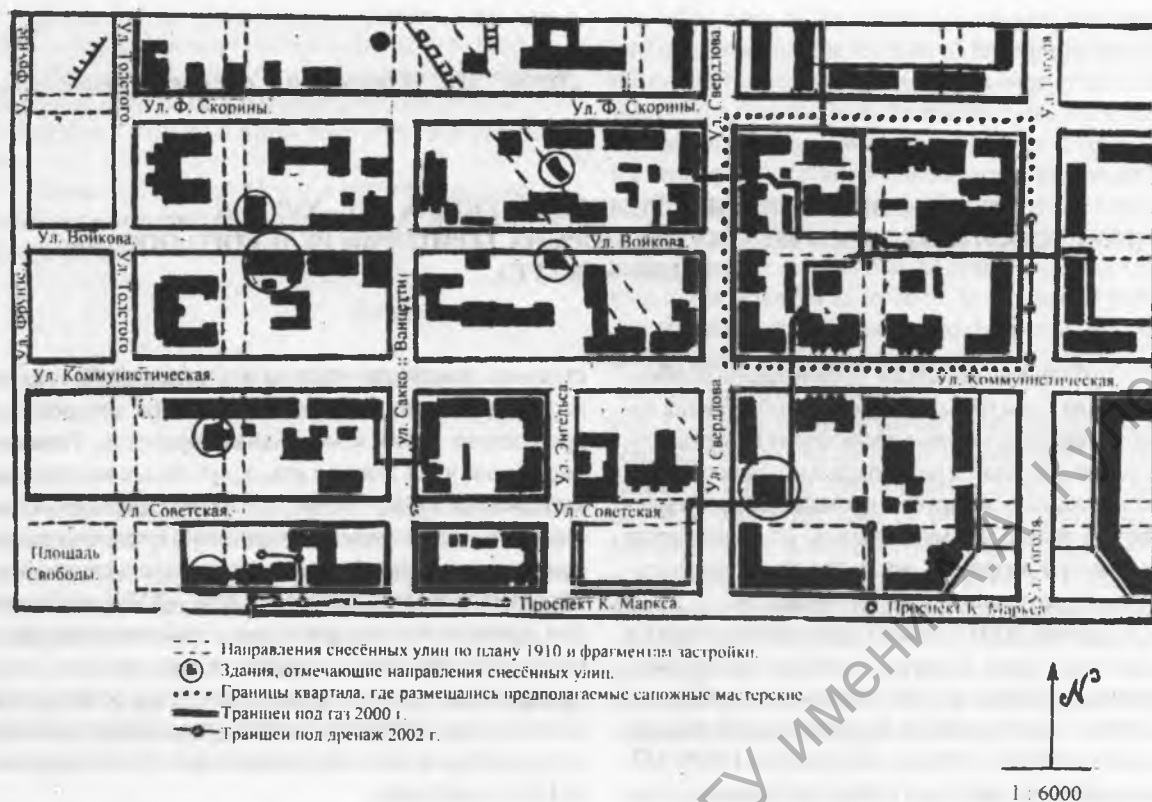 Ул. Фрунзе.
Ул. Толстого.
Ул. Ф. Скорины.
Ул. Ф. Скорины.
Ул. Свердлова.
Ул. Гоголя
Ул. Войкова.
Ул. Войкова.
Ул. Фрунзе.
Ул. Толстого
ул. Сакко и Ванцетти
Ул. Коммунистическая.
Ул. Коммунистическая.
Ул. Энгельса.
Ул. Свердлова.
Ул. Советская.
Ул. Советская.
Ул. Гоголя.
Площадь
Свободы.
Проспект К. Маркса.
Проспект К. Маркса
Направления снесённых улиц по плану 1910 и фрагментам застройки.
Здания, отмечающие направления снесённых улиц.
Границы квартала, где размещались предполагаемые сапожные мастерские
Траншеи под газ 2000 г.
Траншеи под дренаж 2002 г.
N З
1 : 6000
ГУ имени А.А. Куле